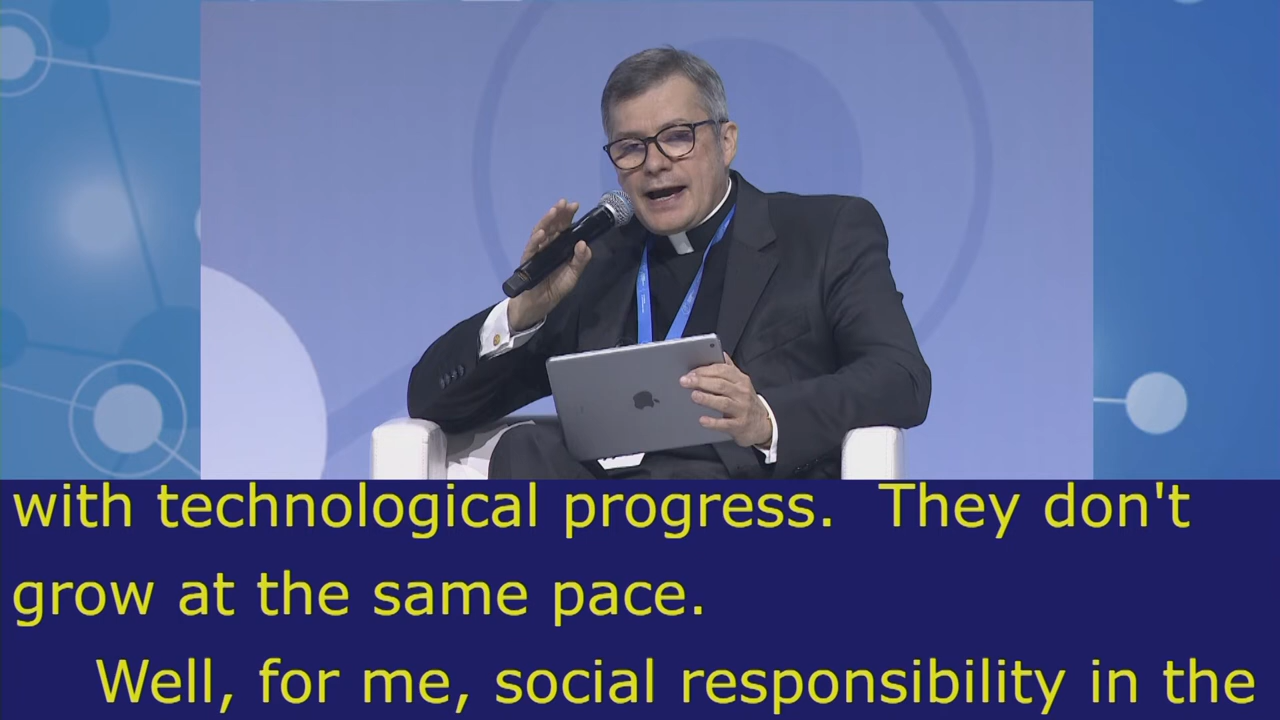 with technological progress.  They don't
grow at the same pace.
Well, for me, social responsibility in the